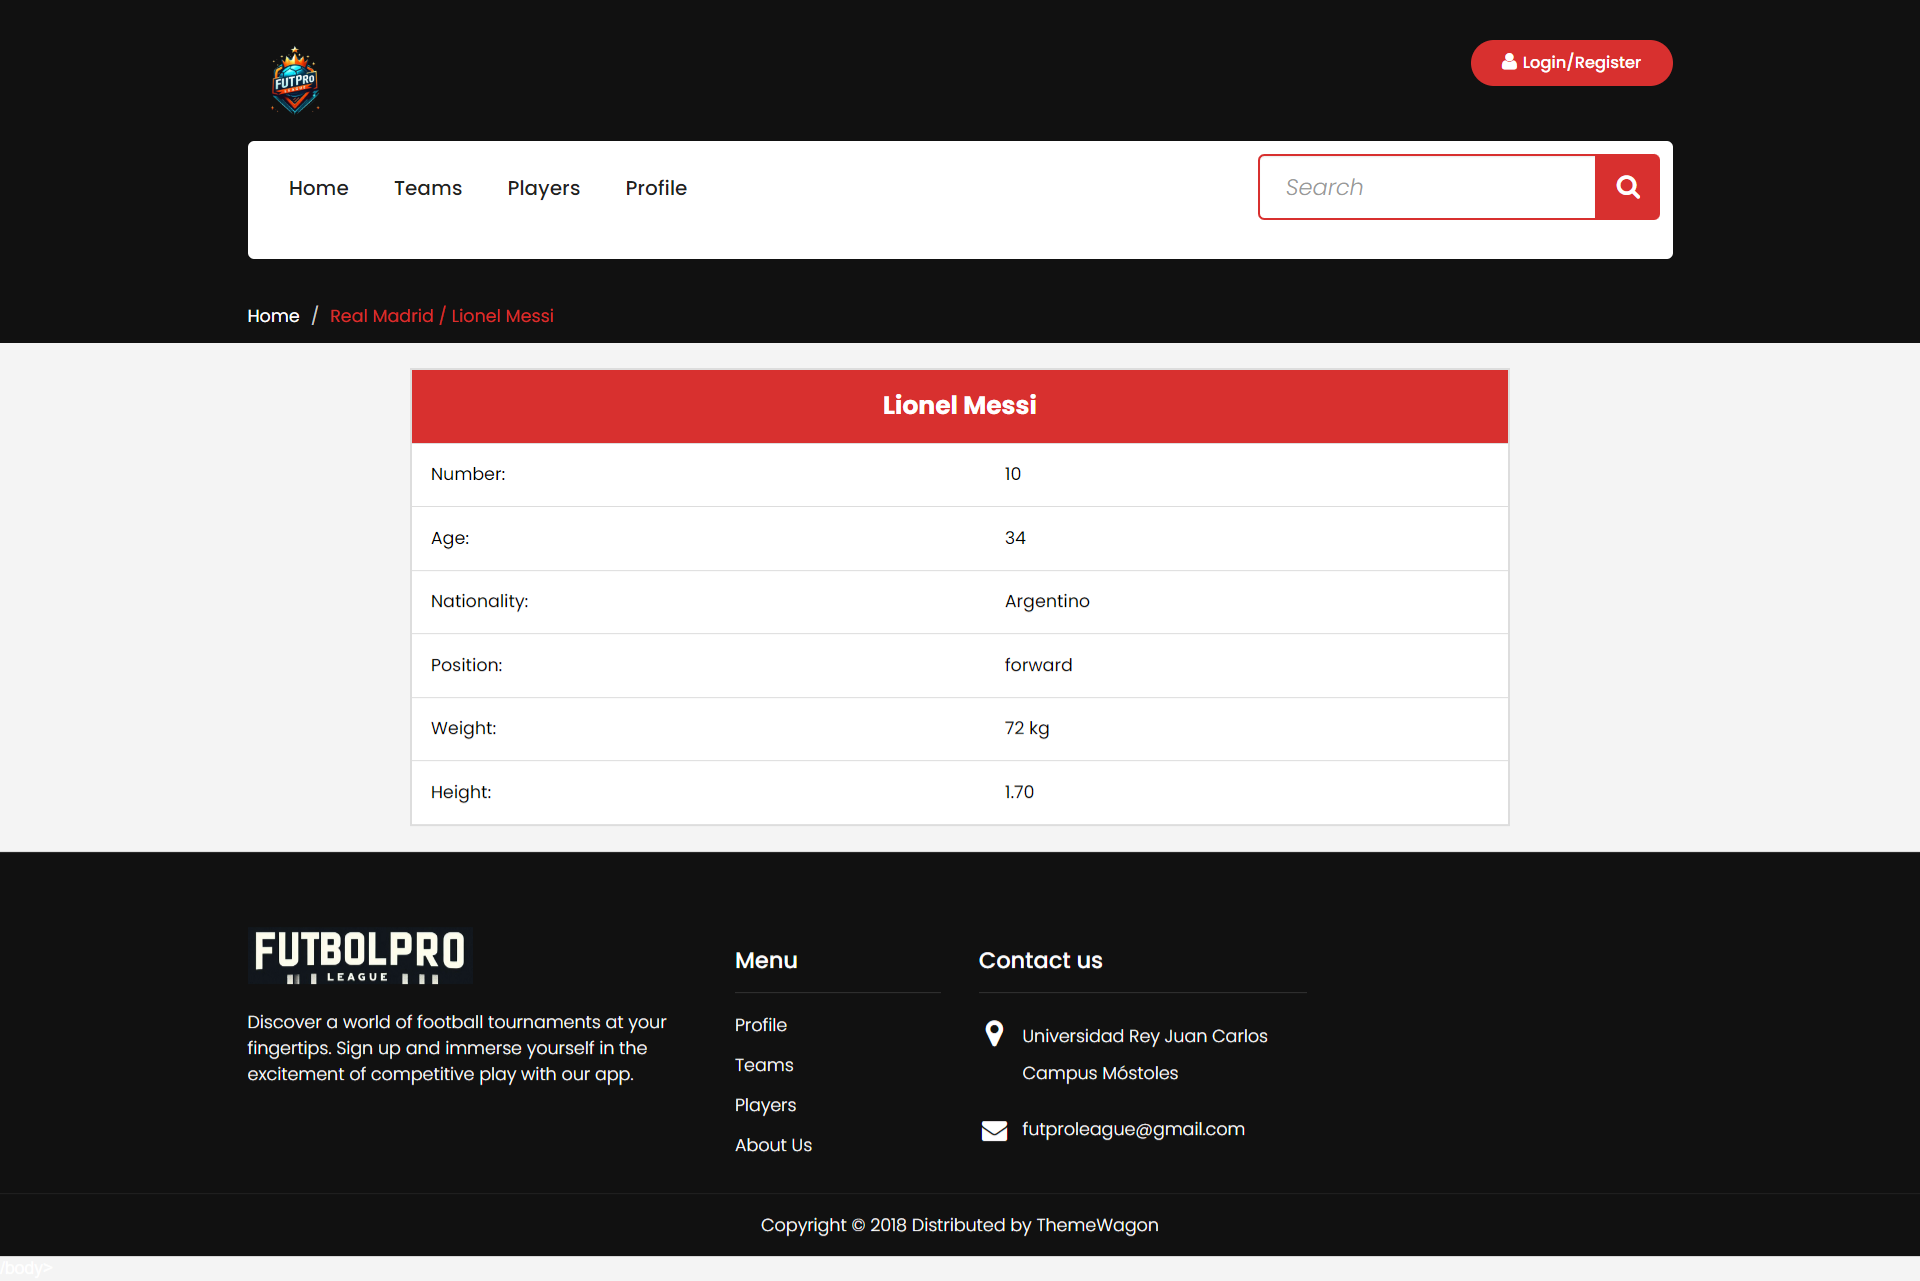 FUTPRO
LEAGUE
Login/Register
Home Teams Players Profile
Search
Home / Real Madrid / Lionel Messi
Lionel Messi
Number: 10
Age: 34
Nationality: Argentino
Position: forward
Weight: 72 kg
Height: 1.70
FUTBOLPRO
LEAGUE
Discover a world of football tournaments at your
fingertips. Sign up and immerse yourself in the
excitement of competitive play with our app.
Menu
Profile
Teams
Players
About Us
Contact us
Universidad Rey Juan Carlos
Campus Móstoles
futproleague@gmail.com
Copyright © 2018 Distributed by ThemeWagon
/body>